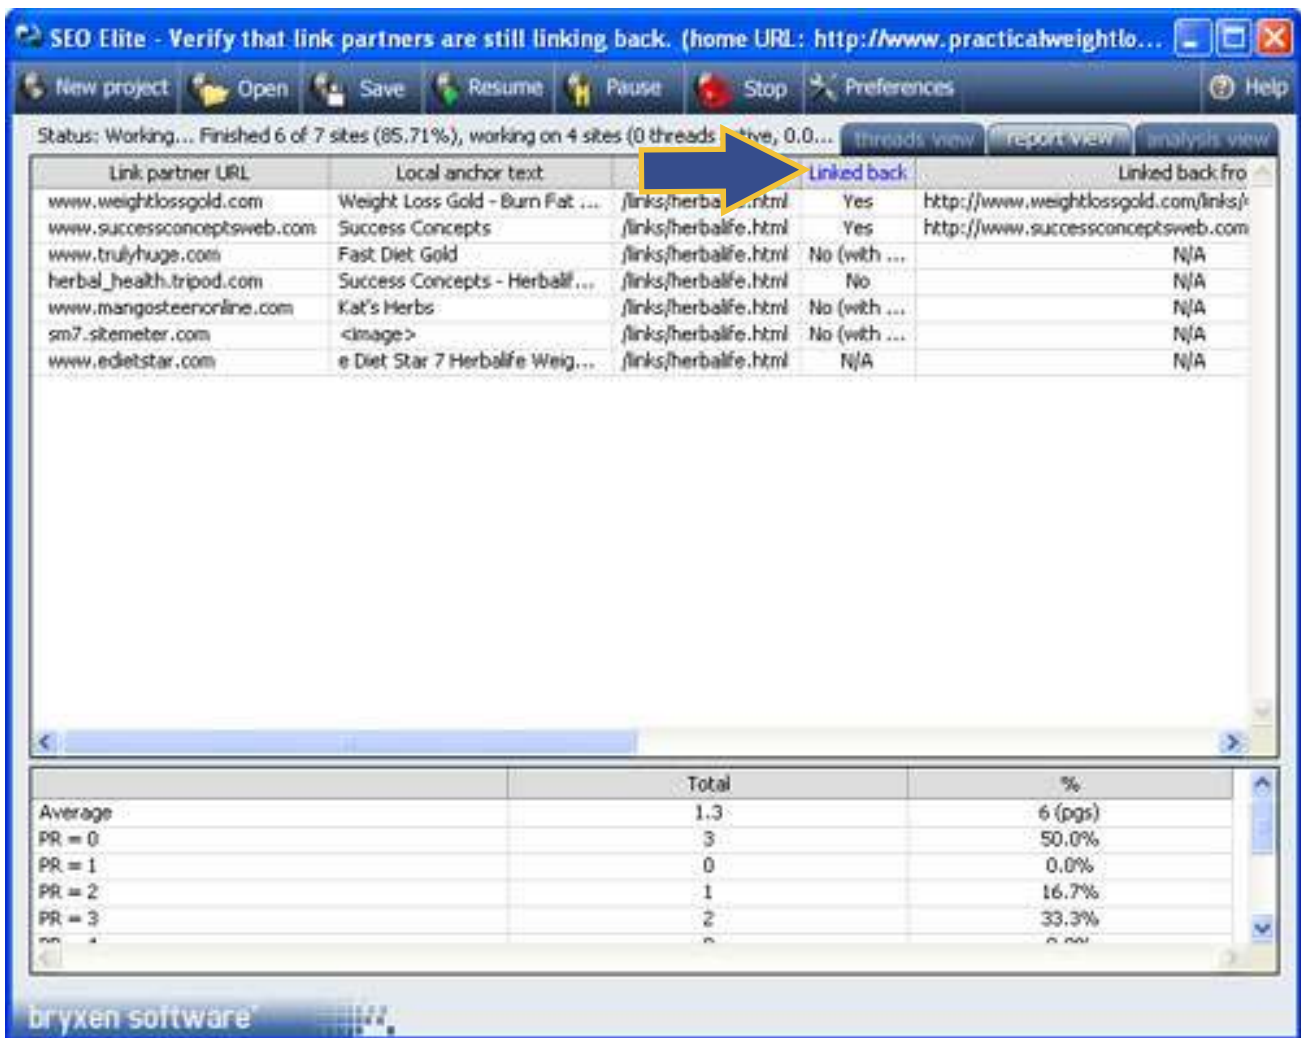 SEO Elite - Verify that link partners are still linking back. (home URL: http://www.practicalweightlo...
New project Open Save Resume Pause Stop Preferences Help
Status: Working... Finished 6 of 7 sites (85.71%), working on 4 sites (0 threads 0.0... threads view report view analysis view
Link partner URL Local anchor text Linked back Linked back fro
www.weightlossgold.com Weight Loss Gold - Burn Fat ... /links/herbalife.html Yes http://www.weightlossgold.com/links/
www.successconceptsweb.com Success Concepts /links/herbalife.html Yes http://www.successconceptsweb.com
www.trulyhuge.com Fast Diet Gold /links/herbalife.html No (with ... N/A
herbal_health.tripod.com Success Concepts - Herbalif... /links/herbalife.html No N/A
www.mangosteenonline.com Kat's Herbs /links/herbalife.html No (with ... N/A
sm7.sitemeter.com <image> /links/herbalife.html No (with ... N/A
www.edietstar.com e Diet Star 7 Herbalife Weig... /links/herbalife.html N/A N/A
Total %
Average 1.3 6 (pgs)
PR = 0 3 50.0%
PR = 1 0 0.0%
PR = 2 1 16.7%
PR = 3 2 33.3%
bryxen software